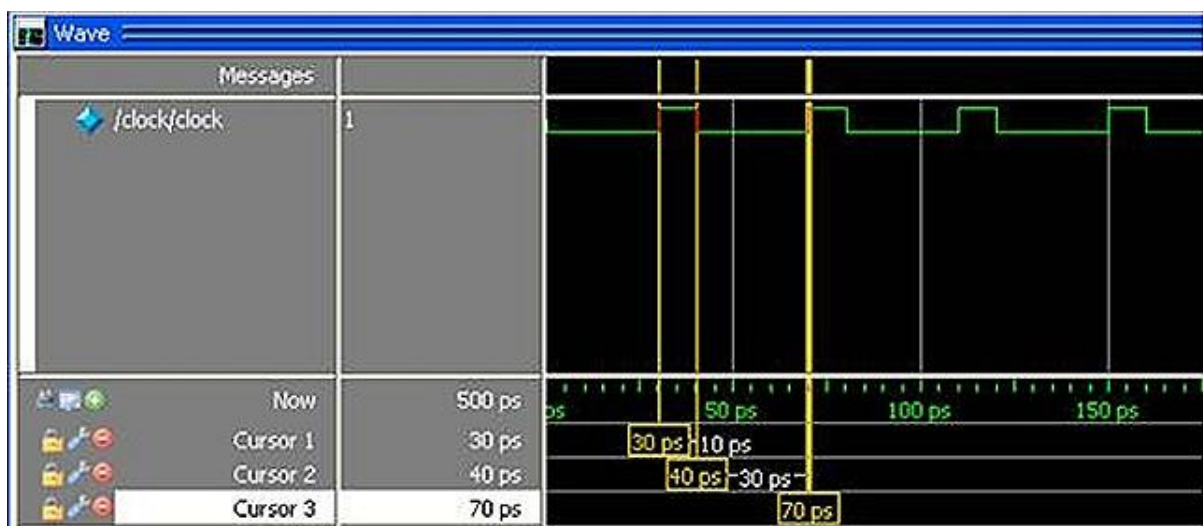 Wave
Messages
/clock/clock 1
Now 500 ps ps 50 ps 100 ps 150 ps
Cursor 1 30 ps 30 ps 10 ps
Cursor 2 40 ps 40 ps 30 ps
Cursor 3 70 ps 70 ps